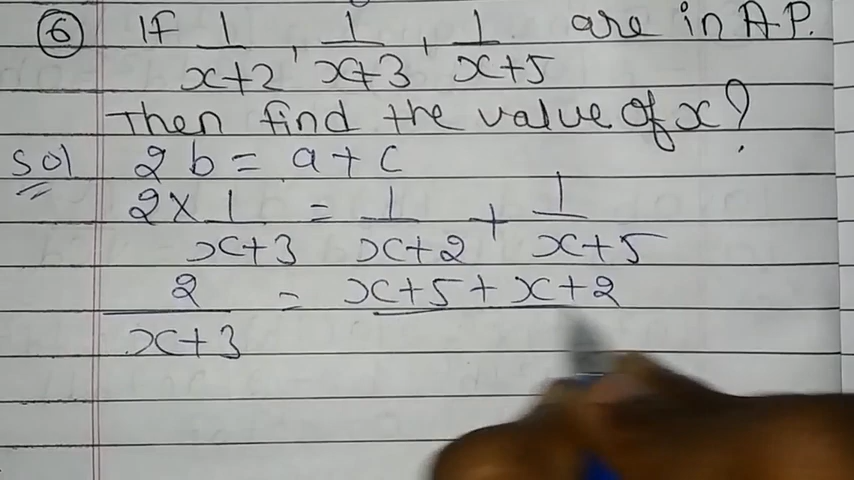 6 IF 1/x+2, 1/x+3, 1/x+5 are in A.P.
Then find the value of x?
Sol 2b = a + c
2 × 1/x+3 = 1/x+2 + 1/x+5
2/x+3 = x+5+x+2